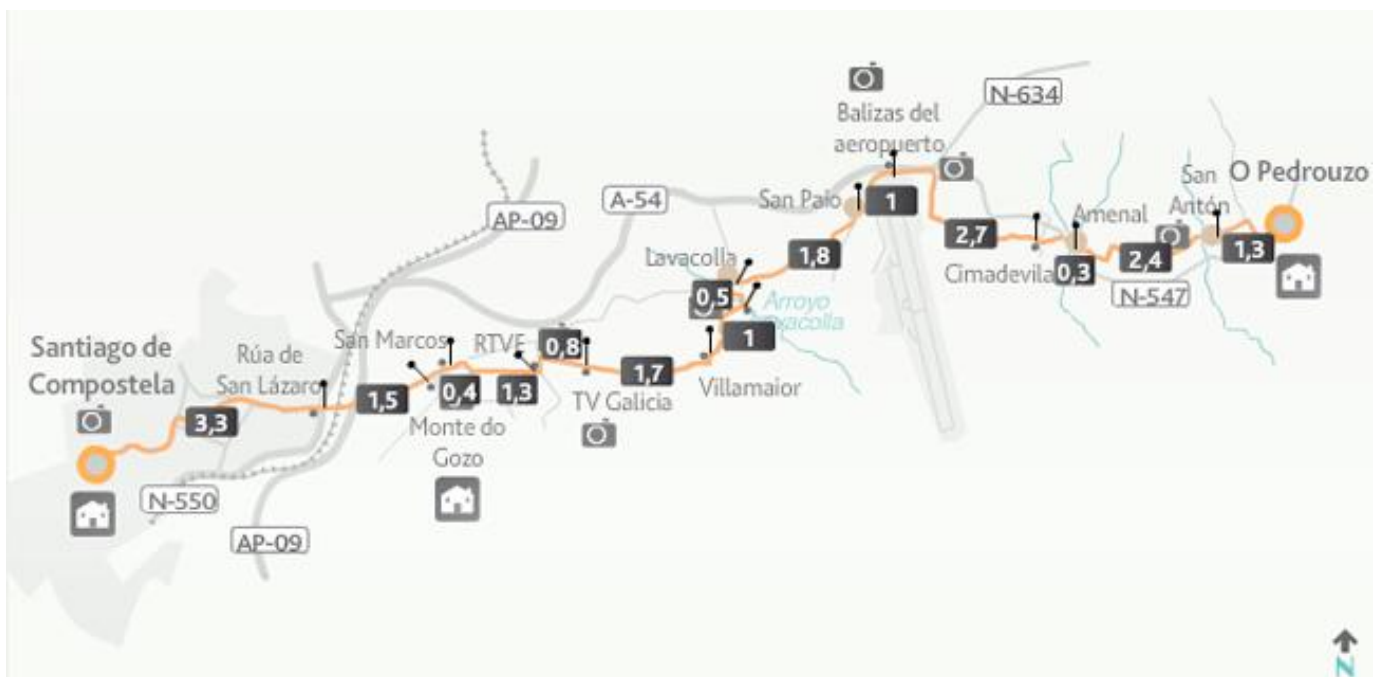 N-634
Balizas del
aeropuerto
San
Antón
O Pedrouzo
A-54
San Paio
1
AP-09
2,7
Amenal
1,8
Cimadevila
0,3
2,4
1,3
Lavacolla
N-547
0,5
Arroyo
San Marcos
RTVE
0,8
1
Santiago de
Compostela
Rúa de
San Lázaro
1,7
Villamaior
1,5
0,4
1,3
TV Galicia
3,3
Monte do
Gozo
N-550
AP-09
N